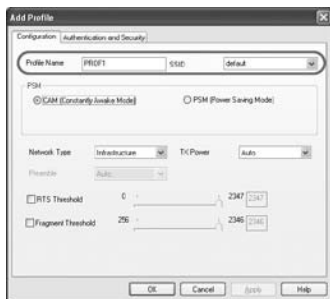 Add Profile
Configuration Authentication and Security
Profile Name PROF1 SSID default
PSM
CAM (Constantly Awake Mode) PSM (Power Saving Mode)
Network Type Infrastructure TX Power Auto
Preamble Auto
RTS Threshold 0 2347 2347
Fragment Threshold 256 2346 2346
OK Cancel Apply Help